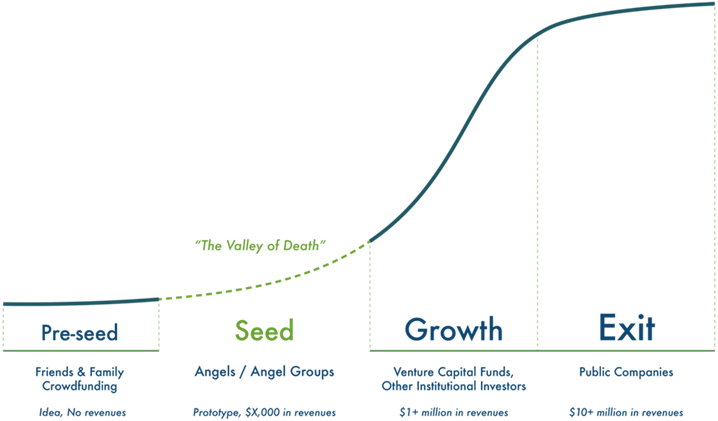 “The Valley of Death”
Pre-seed
Seed
Growth
Exit
Friends & Family
Crowdfunding
Angels / Angel Groups
Venture Capital Funds,
Other Institutional Investors
Public Companies
Idea, No revenues
Prototype, $X,000 in revenues
$1+ million in revenues
$10+ million in revenues